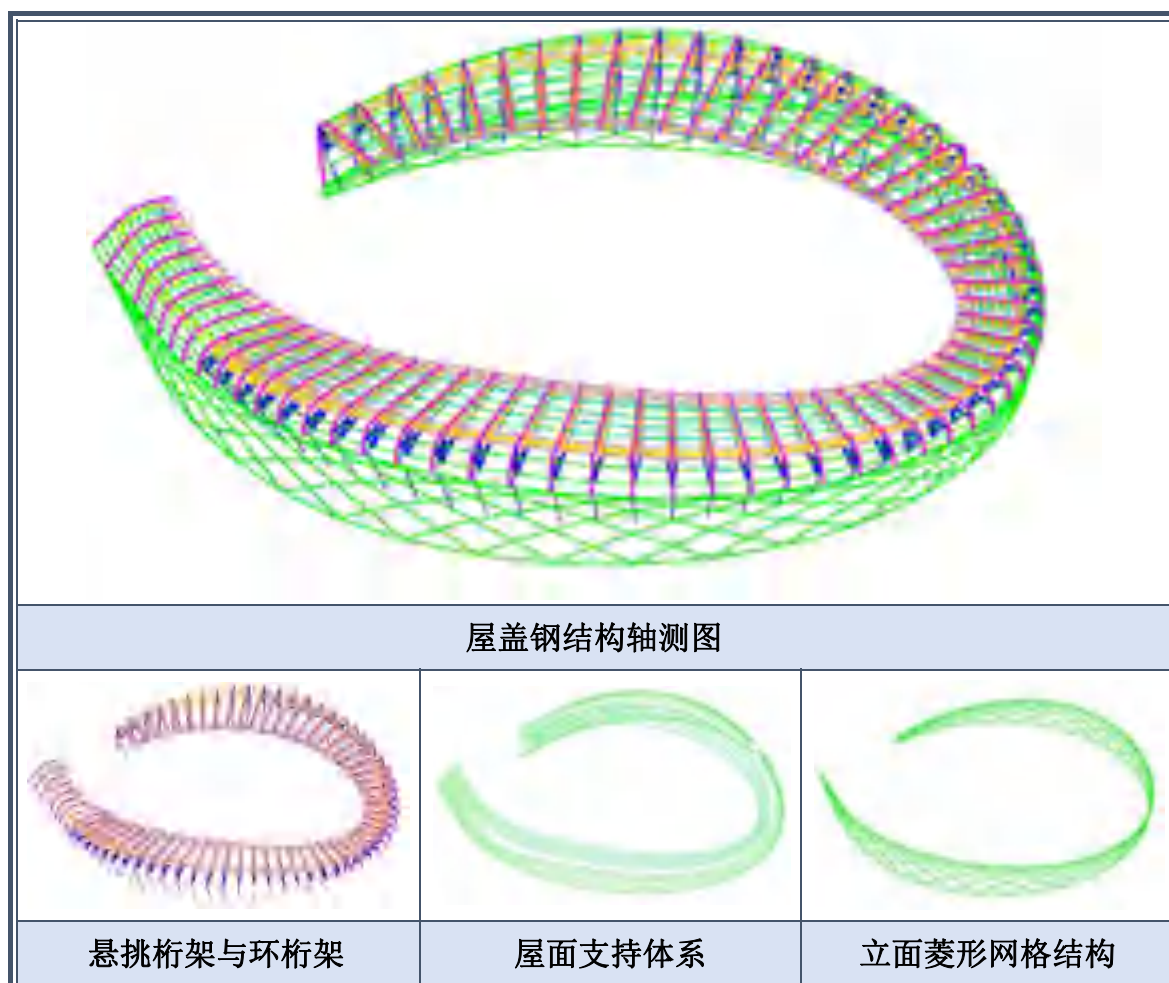 屋盖钢结构轴测图
悬挑桁架与环桁架
屋面支持体系
立面菱形网格结构